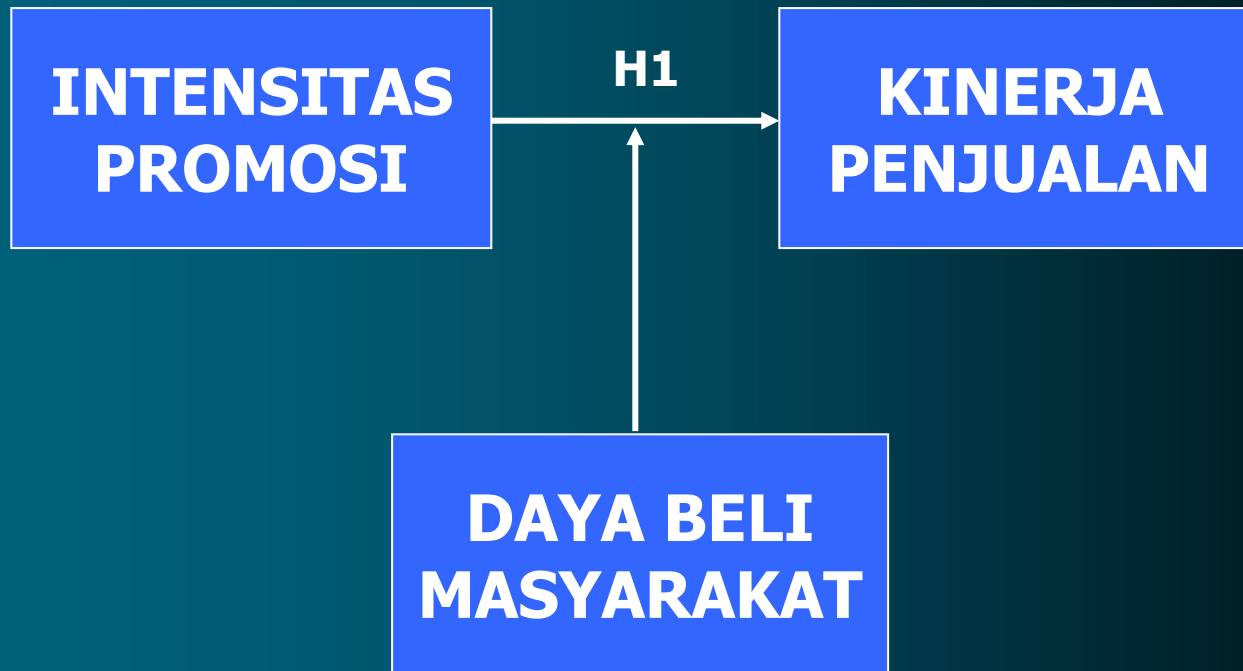 INTENSITAS
PROMOSI
H1
KINERJA
PENJUALAN
DAYA BELI
MASYARAKAT